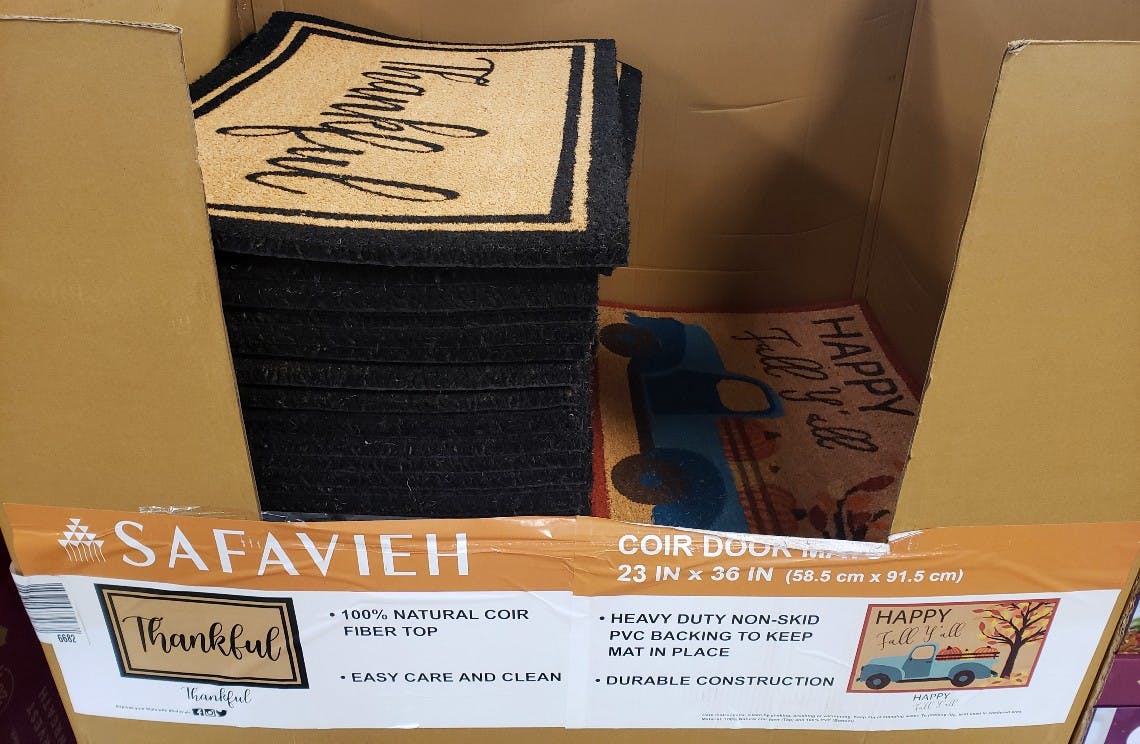 Thankful
HAPPY
Fall Y'all
SAFAVIEH
COIR DOOR
23 IN x 36 IN (58.5 cm x 91.5 cm)
6682
Thankful
Thankful
• 100% NATURAL COIR
FIBER TOP
• EASY CARE AND CLEAN
• HEAVY DUTY NON-SKID
PVC BACKING TO KEEP
MAT IN PLACE
• DURABLE CONSTRUCTION
HAPPY
Fall Y'all
HAPPY
Fall Y'all